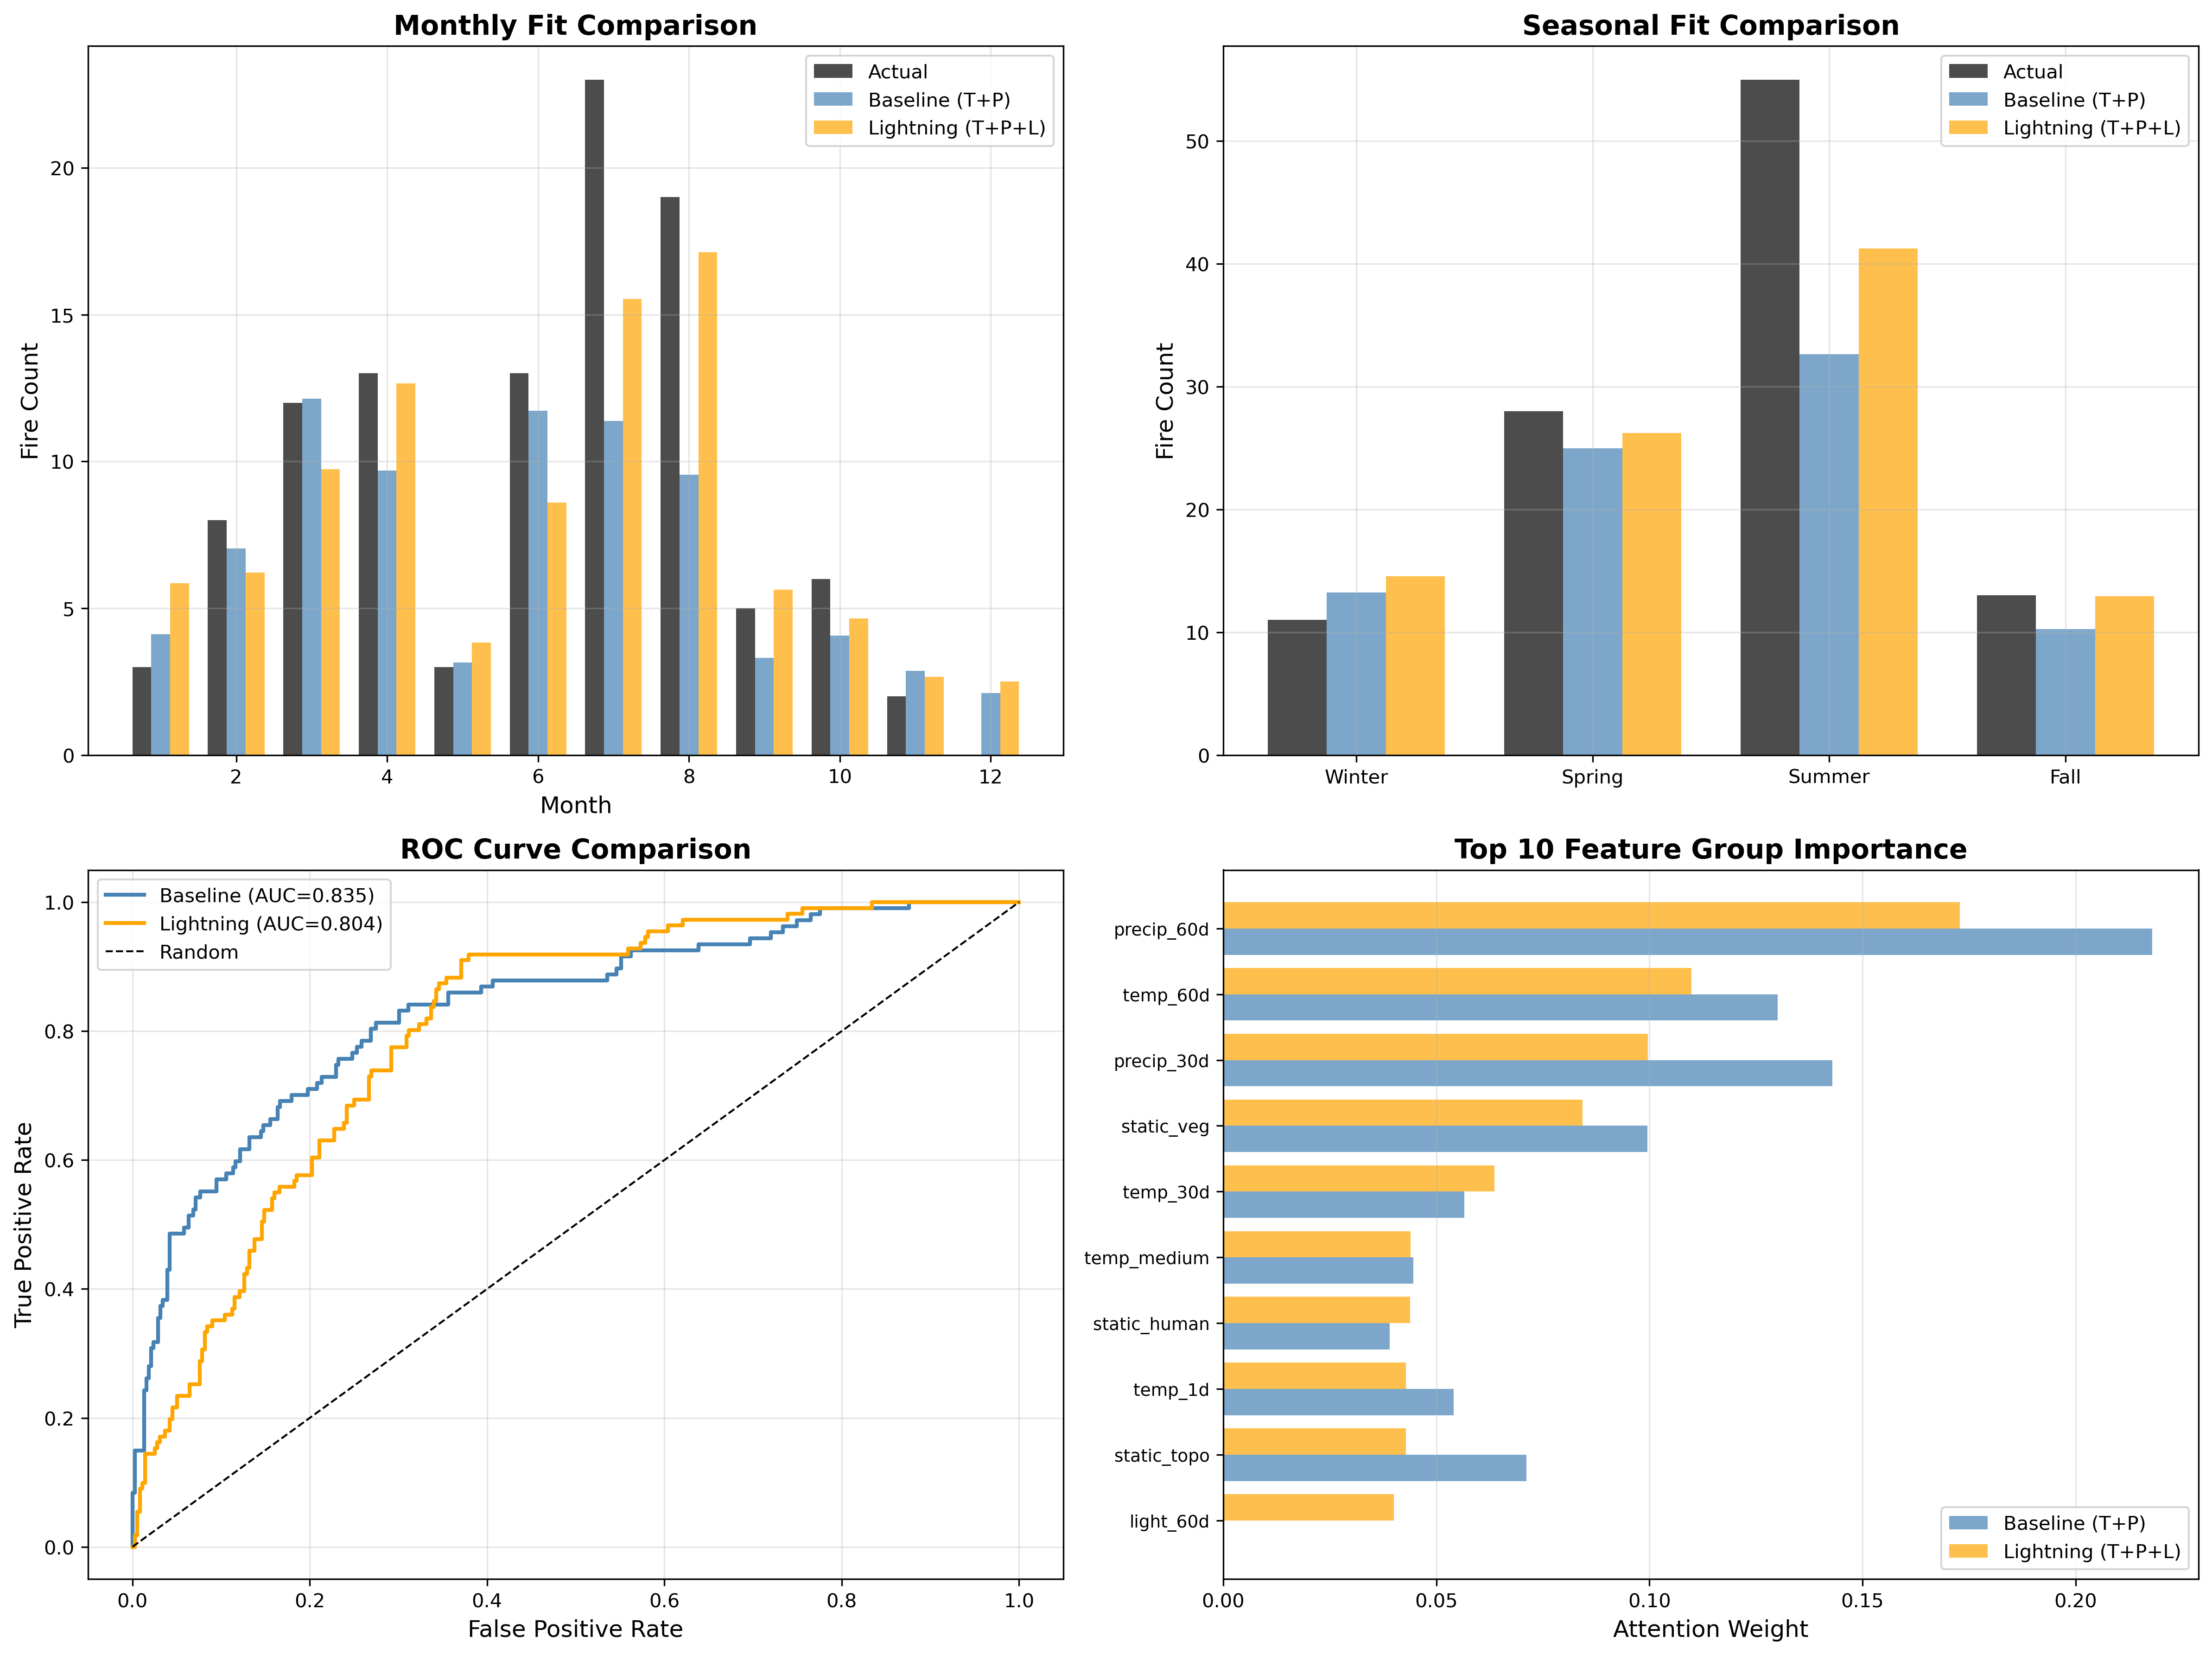 Monthly Fit Comparison
Fire Count
20
15
10
5
0
2
4
6
8
10
12
Month
Actual
Baseline (T+P)
Lightning (T+P+L)
Seasonal Fit Comparison
Fire Count
50
40
30
20
10
0
Winter
Spring
Summer
Fall
Actual
Baseline (T+P)
Lightning (T+P+L)
ROC Curve Comparison
True Positive Rate
1.0
0.8
0.6
0.4
0.2
0.0
0.0
0.2
0.4
0.6
0.8
1.0
False Positive Rate
Baseline (AUC=0.835)
Lightning (AUC=0.804)
Random
Top 10 Feature Group Importance
precip_60d
temp_60d
precip_30d
static_veg
temp_30d
temp_medium
static_human
temp_1d
static_topo
light_60d
0.00
0.05
0.10
0.15
0.20
Attention Weight
Baseline (T+P)
Lightning (T+P+L)